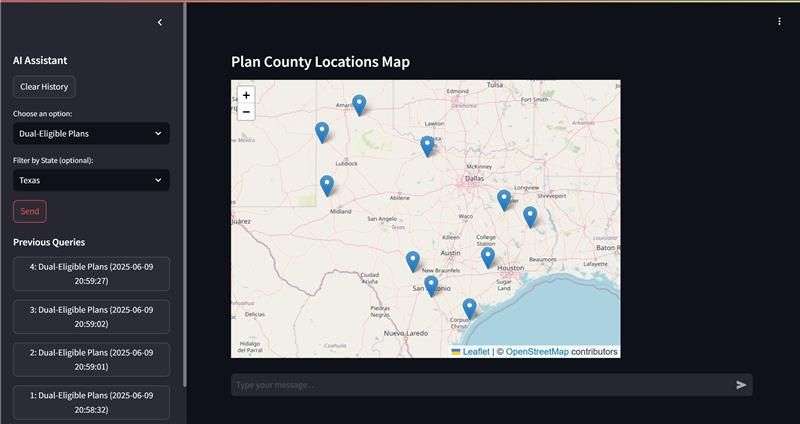 AI Assistant
Clear History
Choose an option:
Dual-Eligible Plans
Filter by State (optional):
Texas
Send
Previous Queries
4: Dual-Eligible Plans (2025-06-09
20:59:27)
3: Dual-Eligible Plans (2025-06-09
20:59:02)
2: Dual-Eligible Plans (2025-06-09
20:59:01)
1: Dual-Eligible Plans (2025-06-09
20:58:32)
Plan County Locations Map
+
−
Tulsa
Edmond
Oklahoma
Fort Smith
Arkansas
Amari
Lawton
New Mexico
Lubbock
McKinney
Dallas
Longview
Shreveport
Abilene
Midland
San Angelo
Texas
Waco
Juárez
Killeen
College
Station
Louisiana
Austin
Beaumont
Baton R
Lafayette
New Braunfels
Houston
Sugar
Land
Ciudad
Acuña
San
onio
Piedras
Negras
Chihuahua
Delicias
Corpus
Christi
Nuevo Laredo
Hidalgo
del Parral
Leaflet | © OpenStreetMap contributors
Type your message...